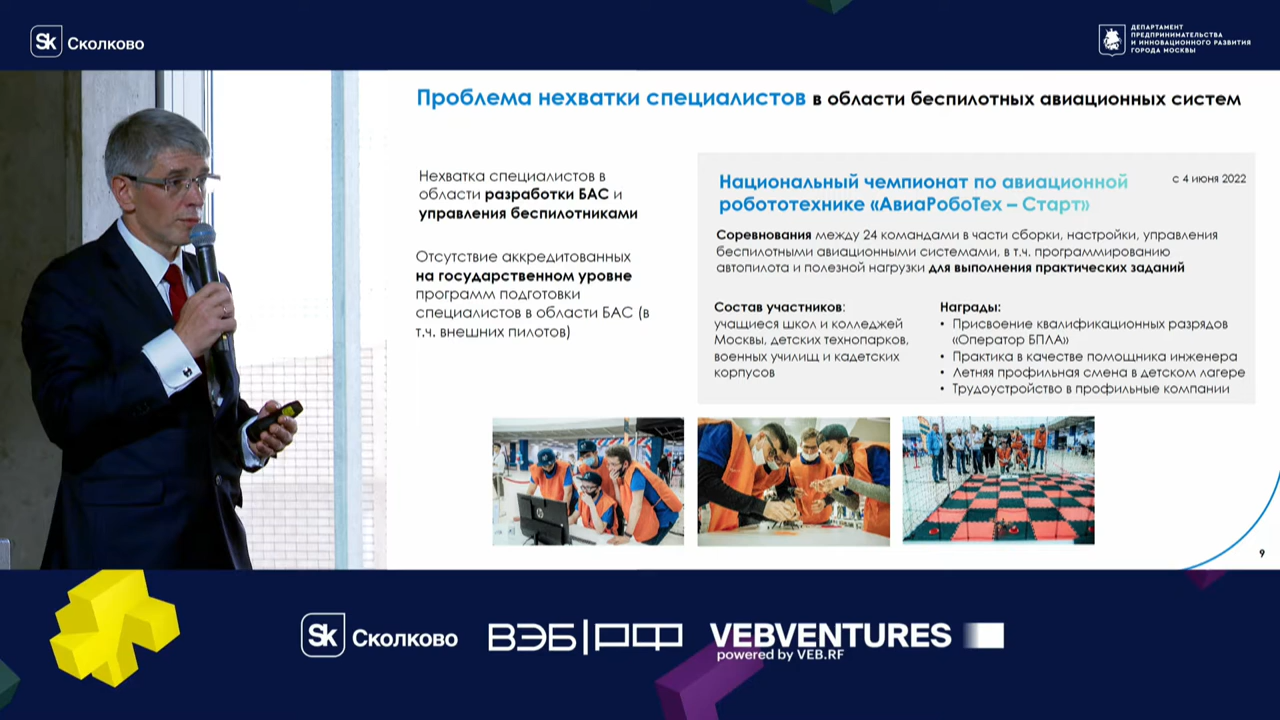 Sk Сколково
ДЕПАРТАМЕНТ
ПРЕДПРИНИМАТЕЛЬСТВА
И ИННОВАЦИОННОГО РАЗВИТИЯ
ГОРОДА МОСКВЫ
Проблема нехватки специалистов в области беспилотных авиационных систем
Нехватка специалистов в
области разработки БАС и
управления беспилотниками
Отсутствие аккредитованных
на государственном уровне
программ подготовки
специалистов в области БАС (в
т.ч. внешних пилотов)
Национальный чемпионат по авиационной
робототехнике «АвиаРобоТех – Старт»
с 4 июня 2022
Соревнования между 24 командами в части сборки, настройки, управления
беспилотными авиационными системами, в т.ч. программированию
автопилота и полезной нагрузки для выполнения практических заданий
Состав участников:
учащиеся школ и колледжей
Москвы, детских технопарков,
военных училищ и кадетских
корпусов
Награды:
• Присвоение квалификационных разрядов
«Оператор БПЛА»
• Практика в качестве помощника инженера
• Летняя профильная смена в детском лагере
• Трудоустройство в профильные компании
9
Sk Сколково
ВЭБ|РФ
VEBVENTURES
powered by VEB.RF